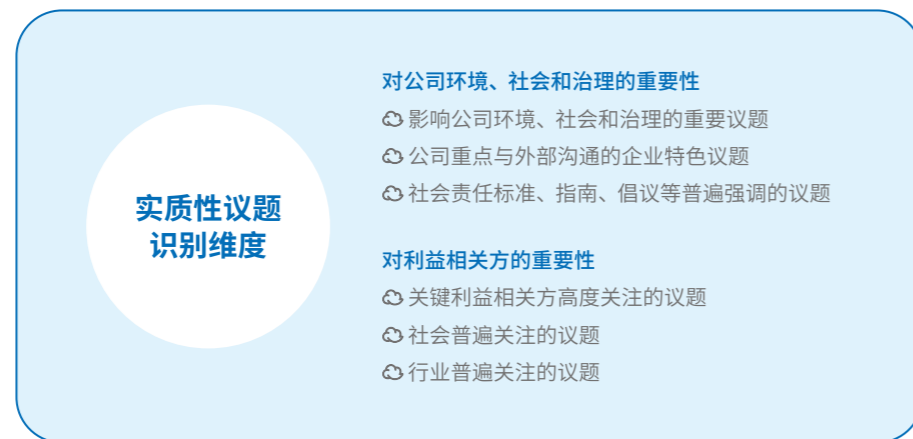 实质性议题
识别维度
对公司环境、社会和治理的重要性
影响公司环境、社会和治理的重要议题
公司重点与外部沟通的企业特色议题
社会责任标准、指南、倡议等普遍强调的议题
对利益相关方的重要性
关键利益相关方高度关注的议题
社会普遍关注的议题
行业普遍关注的议题